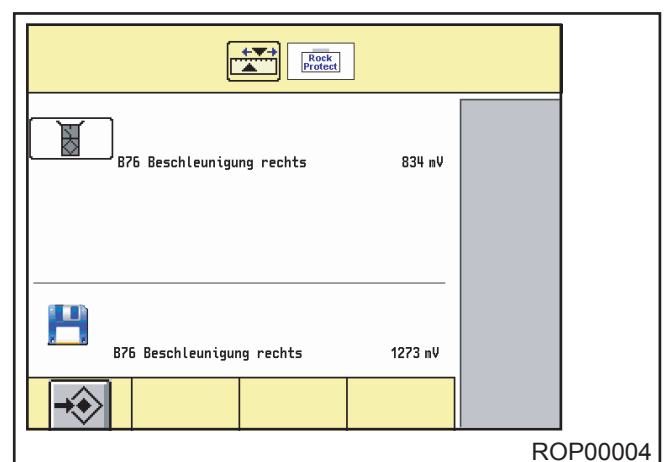 Rock
Protect
B76 Beschleunigung rechts 834 mV
B76 Beschleunigung rechts 1273 mV
ROP00004